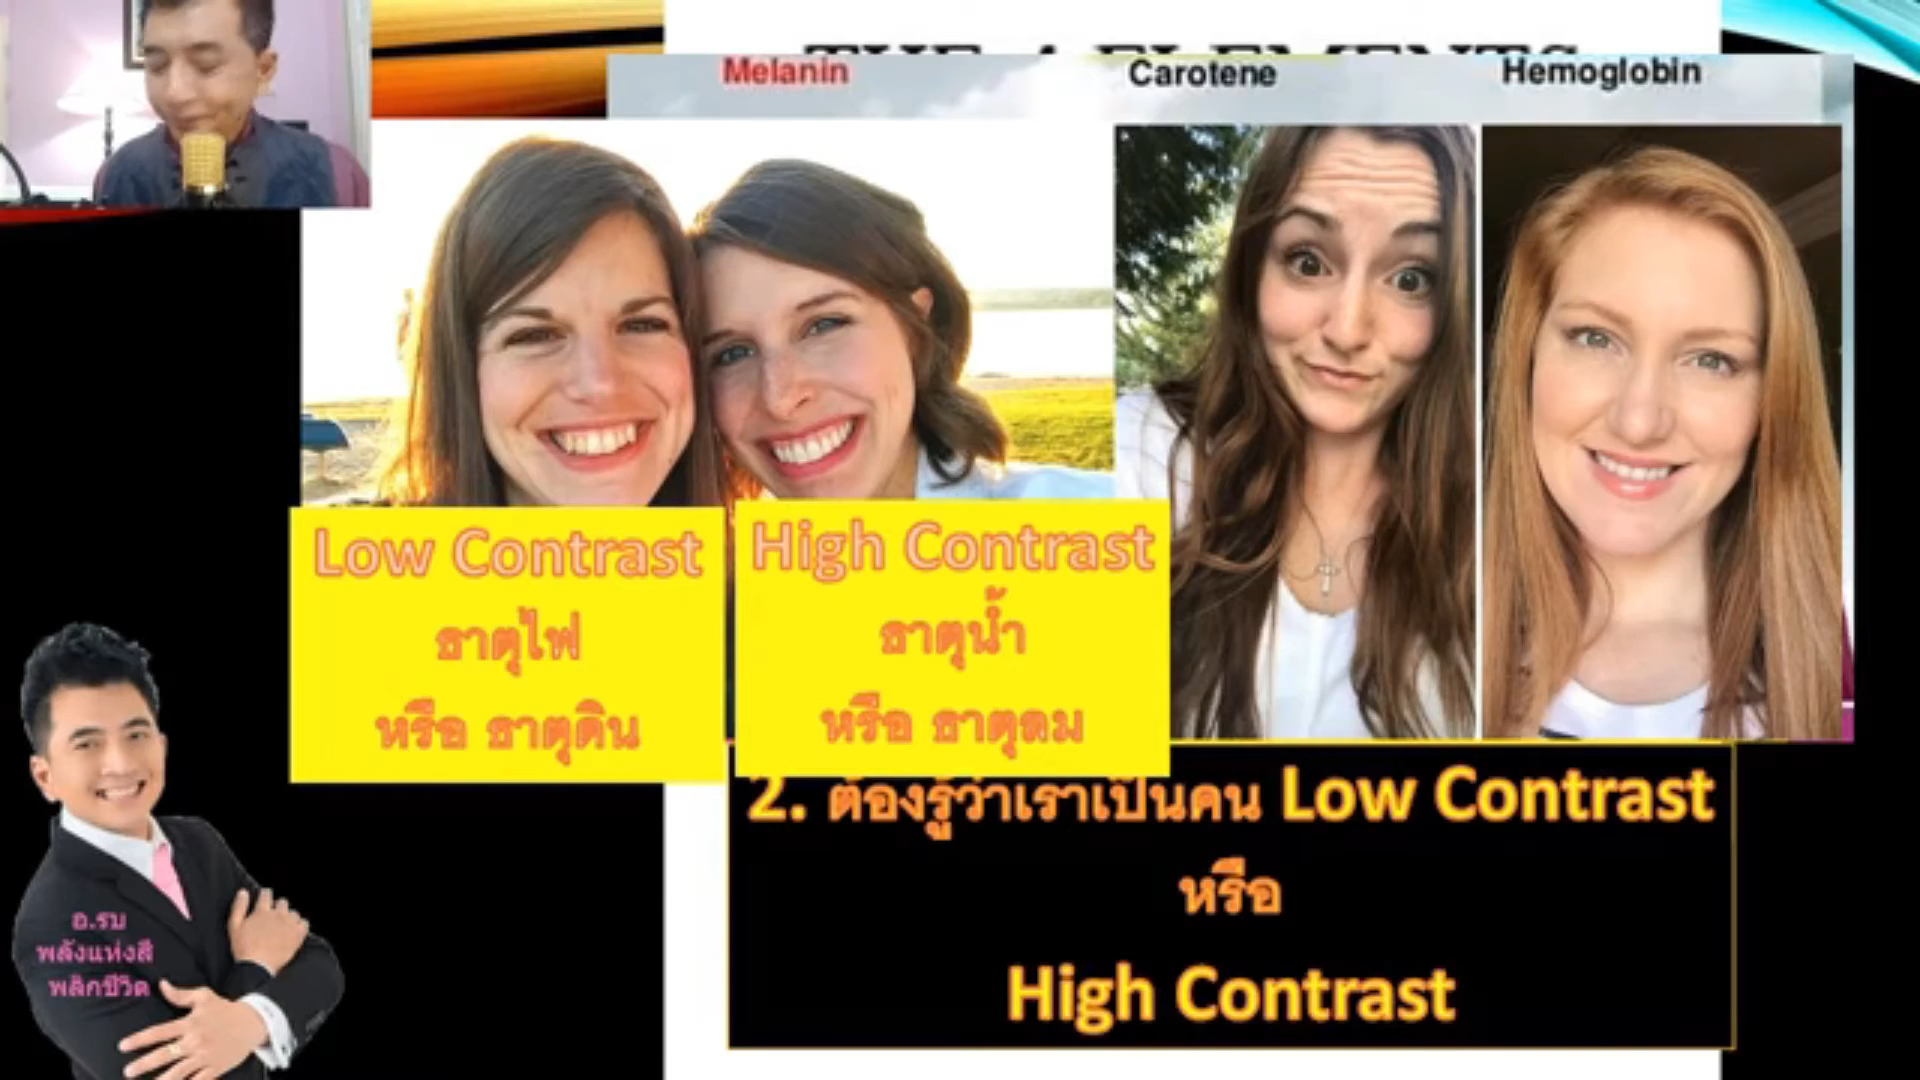 THE 4 ELEMENTS
Melanin
Carotene
Hemoglobin
Low Contrast
ธาตุไฟ
หรือ ธาตุดิน
High Contrast
ธาตุน้ำ
หรือ ธาตุลม
2. ต้องรู้ว่าเราเป็นคน Low Contrast
หรือ
High Contrast
อ.รบ
พลังแห่งสี
พลิกชีวิต